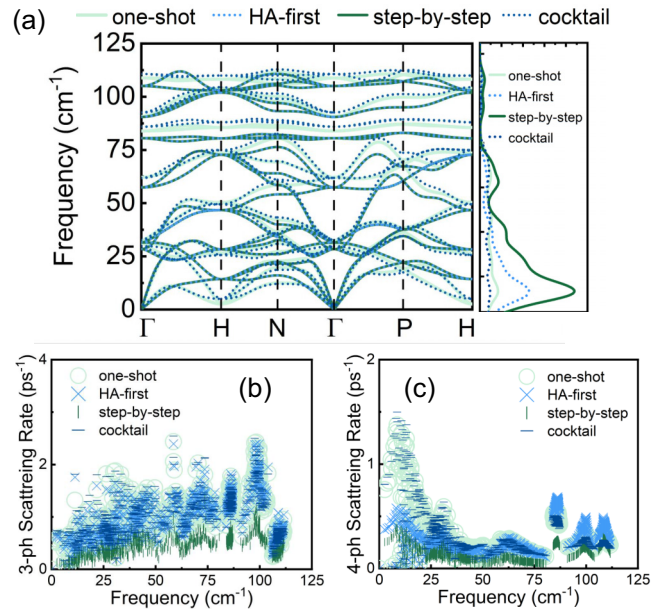 (a)
one-shot HA-first step-by-step cocktail
Frequency (cm⁻¹)
125
100
75
50
25
0
Γ H N Γ P H
one-shot
HA-first
step-by-step
cocktail
(b)
3-ph Scattreing Rate (ps⁻¹)
4
2
0
one-shot
HA-first
step-by-step
cocktail
0 25 50 75 100 125
Frequency (cm⁻¹)
(c)
4-ph Scattreing Rate (ps⁻¹)
2
1
0
one-shot
HA-first
step-by-step
cocktail
0 25 50 75 100 125
Frequency (cm⁻¹)